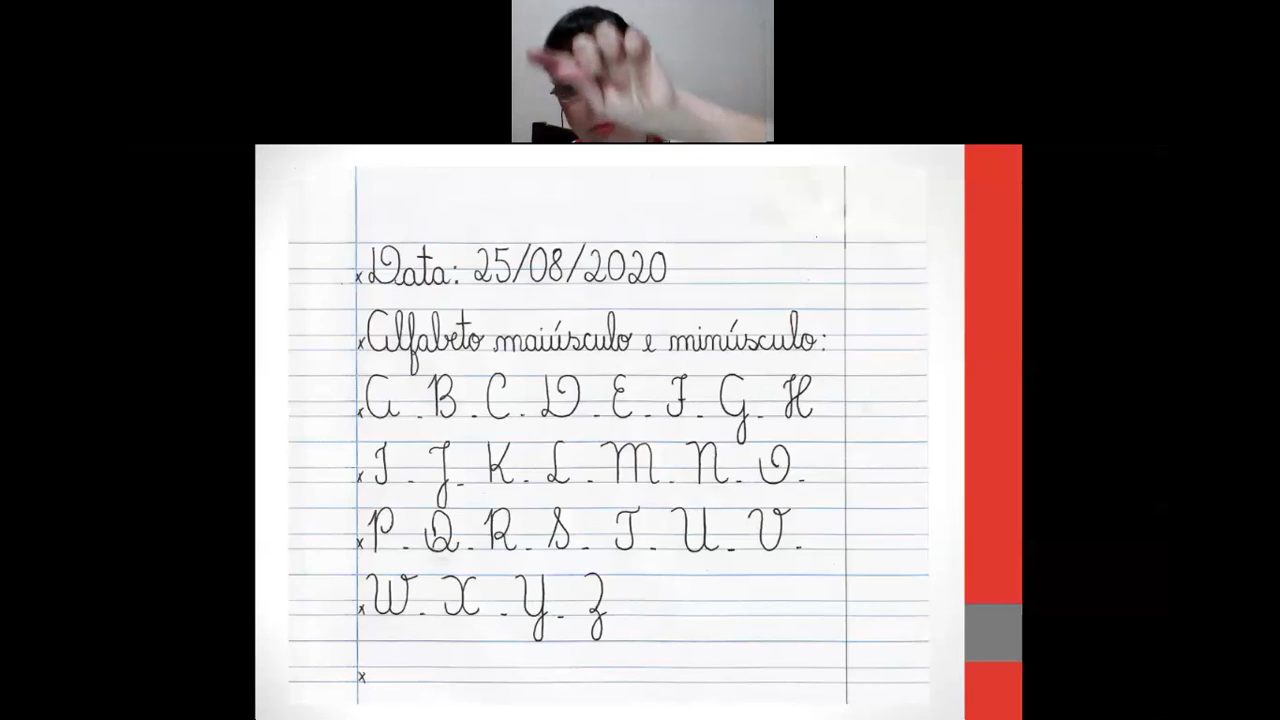 x Data: 25/08/2020
x Alfabeto maiúsculo e minúsculo:
x A - B - C - D - E - F - G - H
x I - J - K - L - M - N - O -
x P - Q - R - S - T - U - V -
x W - X - Y - Z
x